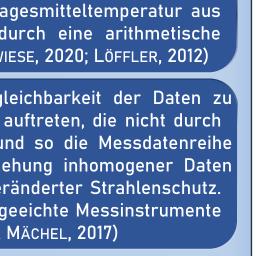 agesmitteltemperatur aus
durch eine arithmetische
WIESE, 2020; LÖFFLER, 2012)
gleichbarkeit der Daten zu
auftreten, die nicht durch
und so die Messdatenreihe
iehung inhomogener Daten
eränderter Strahlenschutz.
geeichte Messinstrumente
MÄCHEL, 2017)